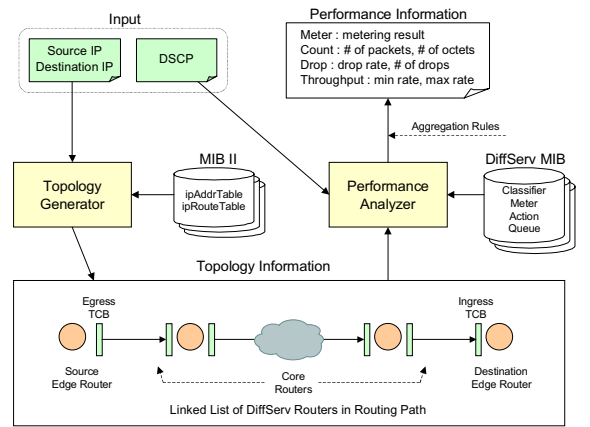 Input
Performance Information
Source IP
Destination IP
DSCP
Meter : metering result
Count : # of packets, # of octets
Drop : drop rate, # of drops
Throughput : min rate, max rate
Aggregation Rules
MIB II
DiffServ MIB
Topology
Generator
ipAddrTable
ipRouteTable
Performance
Analyzer
Classifier
Meter
Action
Queue
Topology Information
Egress
TCB
Ingress
TCB
Source
Edge Router
Core
Routers
Destination
Edge Router
Linked List of DiffServ Routers in Routing Path